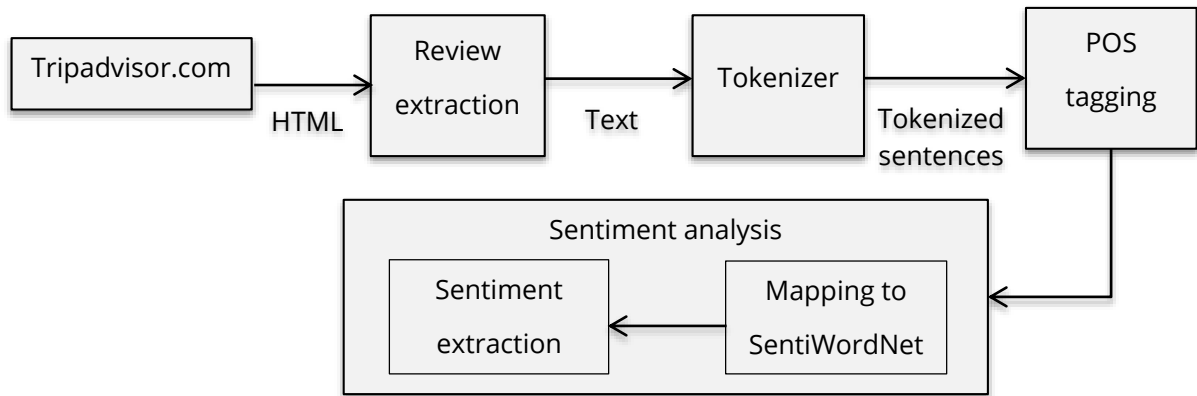 Tripadvisor.com
HTML
Review
extraction
Text
Tokenizer
Tokenized
sentences
POS
tagging
Sentiment analysis
Sentiment
extraction
Mapping to
SentiWordNet